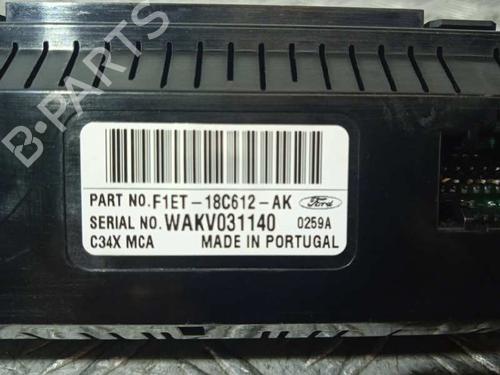 B-PARTS
PART NO.F1ET-18C612-AK Ford
SERIAL NO.WAKV031140 0259A
C34X MCA MADE IN PORTUGAL